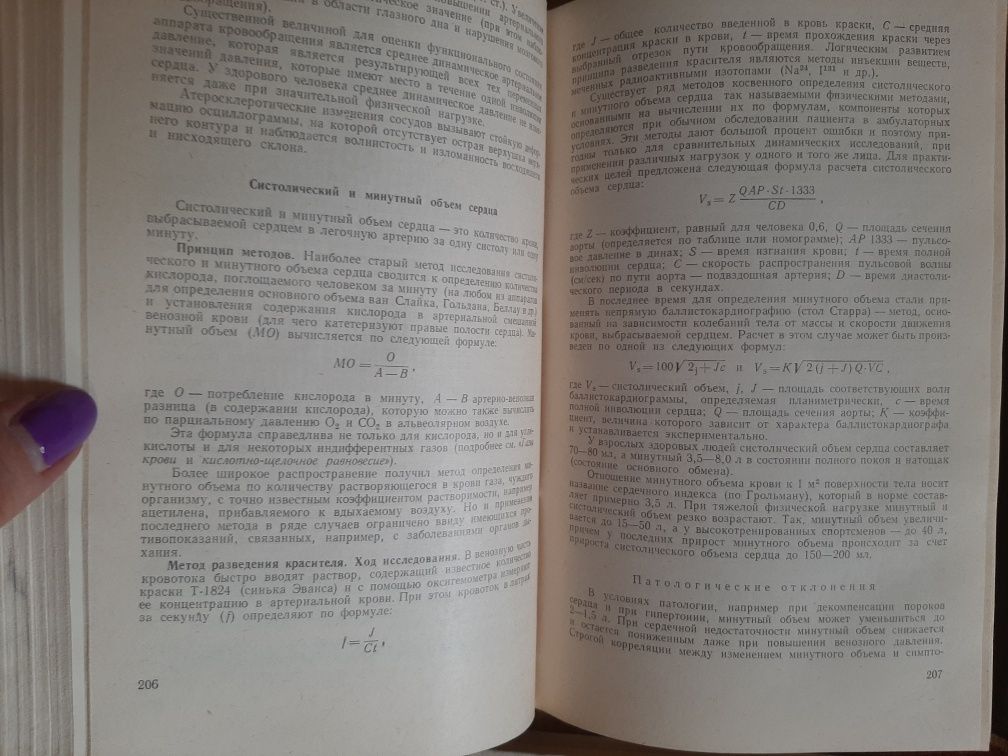 ст.). Увеличение
повышении артериального
значение (при этом
в области глазного дна и нарушения мозгового
кровообращения).
Существенной величиной для оценки функционального состояния
аппарата кровообращения является среднее динамическое артериальное
давление, которая является результирующей всех тех переменных
значений давления, которые имеют место в течение одной инволюции
сердца. У здорового человека среднее динамическое давление не изме-
няется даже при значительной физической нагрузке.
Атеросклеротические изменения сосудов вызывают стойкую дефор-
мацию осциллограммы, на которой отсутствует острая верхушка верх-
него контура и наблюдается волнистость и изломанность восходящего
и нисходящего склона.
Систолический и минутный объем сердца
Систолический и минутный объем сердца — это количество крови,
выбрасываемой сердцем в легочную артерию за одну систолу или одну
минуту.
Принцип методов. Наиболее старый метод исследования систоли-
ческого и минутного объема сердца сводится к определению количества
кислорода, поглощаемого человеком за минуту (на любом из аппаратов
для определения основного объема ван Слайка, Гольдана, Беллау и др.)
и установления содержания кислорода в артериальной смешанной
венозной крови (для чего катетеризуют правые полости сердца). Ми-
нутный объем (МО) вычисляется по следующей формуле:
МО = О / А — В ,
где О — потребление кислорода в минуту, А — В артерио-венозная
разница (в содержании кислорода), которую можно также вычислить
по парциальному давлению O₂ и CO₂ в альвеолярном воздухе.
Эта формула справедлива не только для кислорода, но и для угле-
кислоты и для некоторых индифферентных газов (подробнее см. «Газы
крови и кислотно-щелочное равновесие»).
Более широкое распространение получил метод определения ми-
нутного объема по количеству растворяющегося в крови газа, чуждого
организму, с точно известным коэффициентом растворимости, например
ацетилена, прибавляемого к вдыхаемому воздуху. Но и применение
последнего метода в ряде случаев ограничено ввиду имеющихся про-
тивопоказаний, связанных, например, с заболеваниями органов ды-
хания.
Метод разведения красителя. Ход исследования. В венозную часть
кровотока быстро вводят раствор, содержащий известное количество
краски Т-1824 (синька Эванса) и с помощью оксигемометра измеряют
ее концентрацию в артериальной крови. При этом кровоток в литрах
за секунду (f) определяют по формуле:
f = J / Ct ,
206
где J — общее количество введенной в кровь краски, C — средняя
концентрация краски в крови, t — время прохождения краски через
выбранный отрезок пути кровообращения. Логическим развитием
принципа разведения красителя являются методы инъекции веществ,
меченных радиоактивными изотопами (Na²⁴, I¹³¹ и др.).
Существует ряд методов косвенного определения систолического
и минутного объема сердца так называемыми физическими методами,
основанными на вычислении их по формулам, компоненты которых
определяются при обычном обследовании пациента в амбулаторных
условиях. Эти методы дают большой процент ошибки и поэтому при-
годны только для сравнительных динамических исследований, при
применении различных нагрузок у одного и того же лица. Для практи-
ческих целей предложена следующая формула расчета систолического
объема сердца:
Vₛ = Z QAP · St · 1333 / CD ,
где Z — коэффициент, равный для человека 0,6, Q — площадь сечения
аорты (определяется по таблице или номограмме); AP 1333 — пульсо-
вое давление в динах; S — время изгнания крови; t — время полной
инволюции сердца; C — скорость распространения пульсовой волны
(см/сек) по пути аорта — подвздошная артерия; D — время диастоли-
ческого периода в секундах.
В последнее время для определения минутного объема стали при-
менять непрямую баллистокардиографию (стол Старра) — метод, осно-
ванный на зависимости колебаний тела от массы и скорости движения
крови, выбрасываемой сердцем. Расчет в этом случае может быть произ-
веден по одной из следующих формул:
Vₛ = 100 √2j + Jc и Vₛ = K √2 (j + J) Q · VC ,
где Vₛ — систолический объем, j, J — площадь соответствующих волн
баллистокардиограммы, определяемая планиметрически, c — время
полной инволюции сердца; Q — площадь сечения аорты; K — коэффи-
циент, величина которого зависит от характера баллистокардиографа
и устанавливается экспериментально.
У взрослых здоровых людей систолический объем сердца составляет
70—80 мл, а минутный 3,5—8,0 л в состоянии полного покоя и натощак
(состояние основного обмена).
Отношение минутного объема крови к 1 м² поверхности тела носит
название сердечного индекса (по Грольману), который в норме состав-
ляет примерно 3,5 л. При тяжелой физической нагрузке минутный и
систолический объем резко возрастают. Так, минутный объем увеличи-
вается до 15—50 л, а у высокотренированных спортсменов — до 40 л,
причем у последних прирост минутного объема происходит за счет
прироста систолического объема сердца до 150—200 мл.
Патологические отклонения
В условиях патологии, например при декомпенсации пороков
сердца и при гипертонии, минутный объем может уменьшиться до
2—1,5 л. При сердечной недостаточности минутный объем снижается
и остается пониженным даже при повышении венозного давления.
Строгой корреляции между изменением минутного объема и симпто-
207